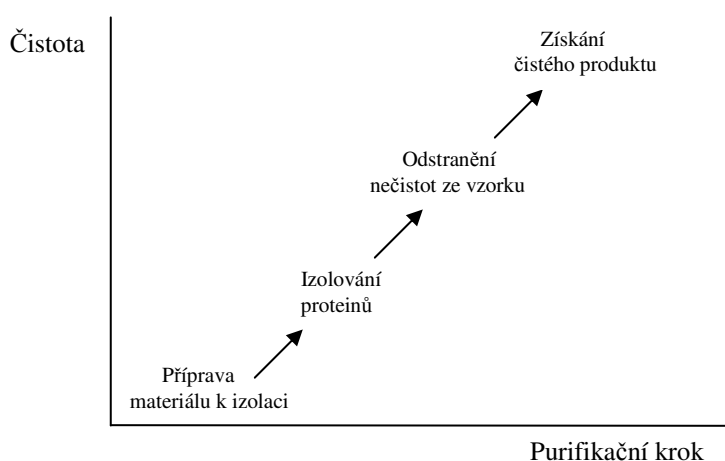 Čistota
Získání
čistého produktu
Odstranění
nečistot ze vzorku
Izolování
proteinů
Příprava
materiálu k izolaci
Purifikační krok